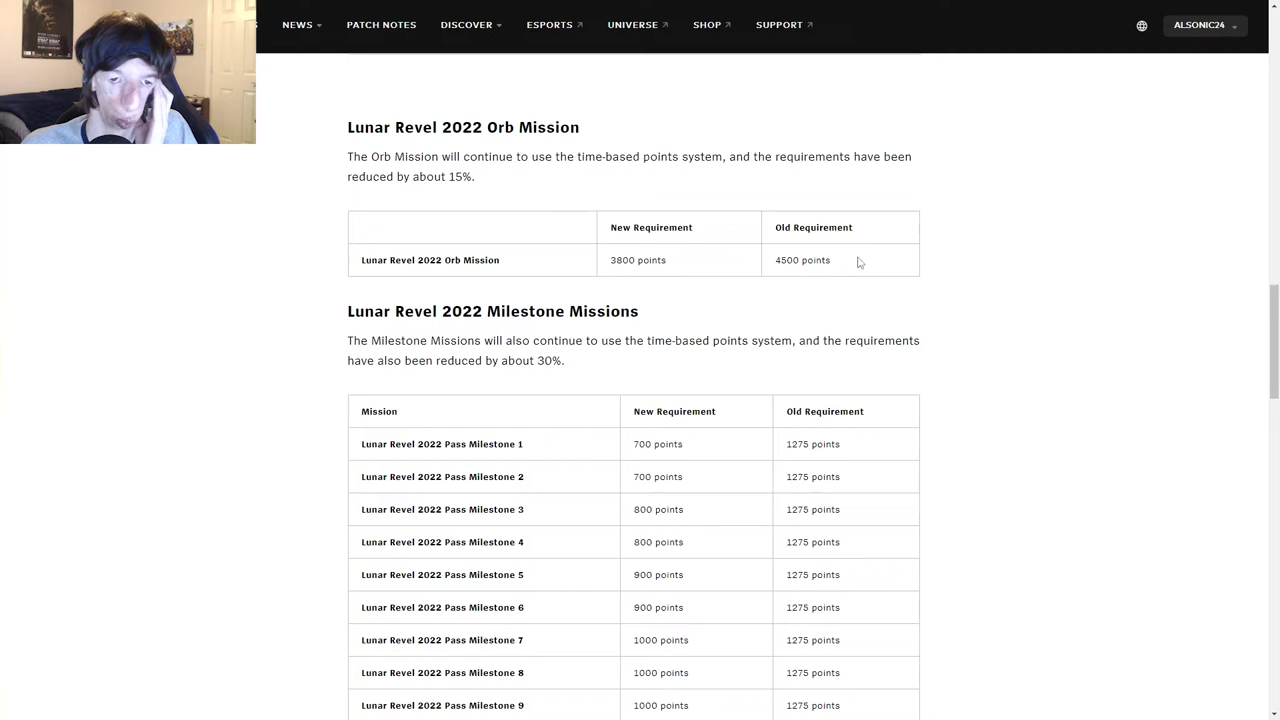 NEWS PATCH NOTES DISCOVER ESPORTS UNIVERSE SHOP SUPPORT ALSONIC24
Lunar Revel 2022 Orb Mission
The Orb Mission will continue to use the time-based points system, and the requirements have been
reduced by about 15%.
New Requirement Old Requirement
Lunar Revel 2022 Orb Mission 3800 points 4500 points
Lunar Revel 2022 Milestone Missions
The Milestone Missions will also continue to use the time-based points system, and the requirements
have also been reduced by about 30%.
Mission New Requirement Old Requirement
Lunar Revel 2022 Pass Milestone 1 700 points 1275 points
Lunar Revel 2022 Pass Milestone 2 700 points 1275 points
Lunar Revel 2022 Pass Milestone 3 800 points 1275 points
Lunar Revel 2022 Pass Milestone 4 800 points 1275 points
Lunar Revel 2022 Pass Milestone 5 900 points 1275 points
Lunar Revel 2022 Pass Milestone 6 900 points 1275 points
Lunar Revel 2022 Pass Milestone 7 1000 points 1275 points
Lunar Revel 2022 Pass Milestone 8 1000 points 1275 points
Lunar Revel 2022 Pass Milestone 9 1000 points 1275 points